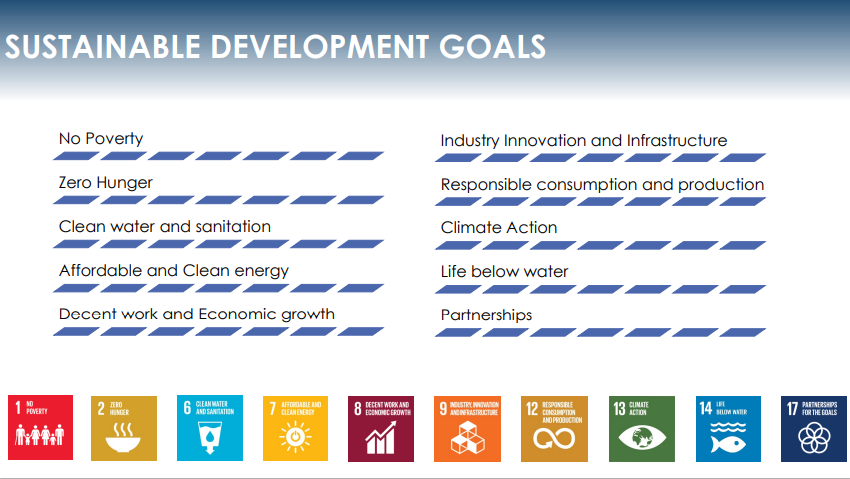 SUSTAINABLE DEVELOPMENT GOALS
No Poverty
Zero Hunger
Clean water and sanitation
Affordable and Clean energy
Decent work and Economic growth
Industry Innovation and Infrastructure
Responsible consumption and production
Climate Action
Life below water
Partnerships
1 NO
POVERTY
2 ZERO
HUNGER
6 CLEAN WATER
AND SANITATION
7 AFFORDABLE AND
CLEAN ENERGY
8 DECENT WORK AND
ECONOMIC GROWTH
9 INDUSTRY, INNOVATION
AND INFRASTRUCTURE
12 RESPONSIBLE
CONSUMPTION
AND PRODUCTION
13 CLIMATE
ACTION
14 LIFE
BELOW WATER
17 PARTNERSHIPS
FOR THE GOALS